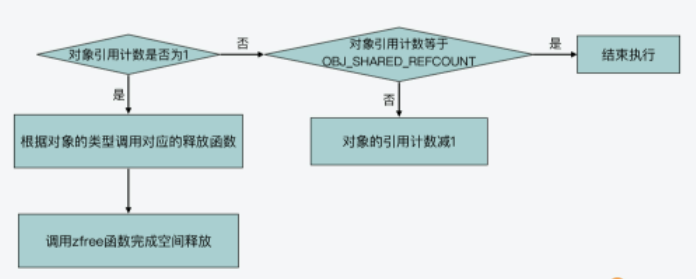 对象引用计数是否为1
否
对象引用计数等于
OBJ_SHARED_REFCOUNT
是
结束执行
是
否
根据对象的类型调用对应的释放函数
对象的引用计数减1
调用zfree函数完成空间释放